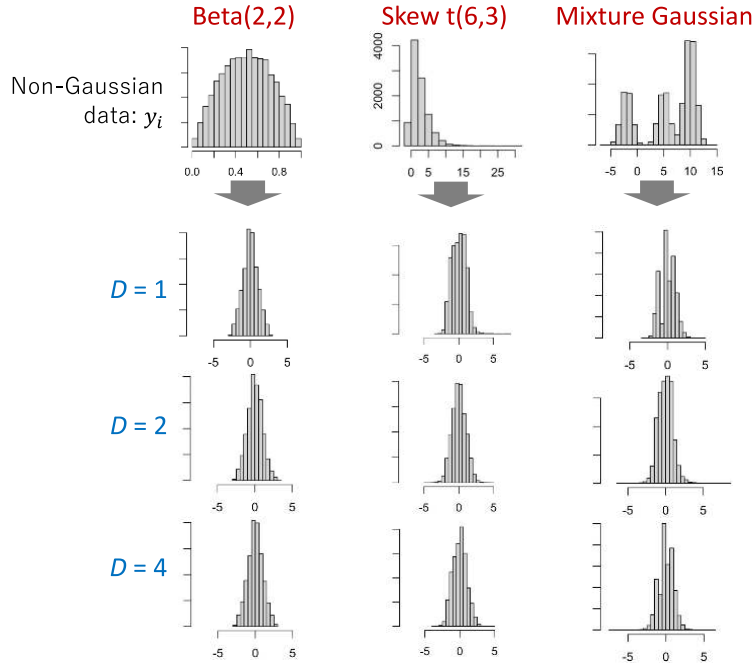 Beta(2,2) Skew t(6,3) Mixture Gaussian
Non-Gaussian
data: yᵢ
0 2000 4000
0.0 0.4 0.8
0 5 15 25
-5 0 5 10 15
D = 1
-5 0 5
-5 0 5
-5 0 5
D = 2
-5 0 5
-5 0 5
-5 0 5
D = 4
-5 0 5
-5 0 5
-5 0 5